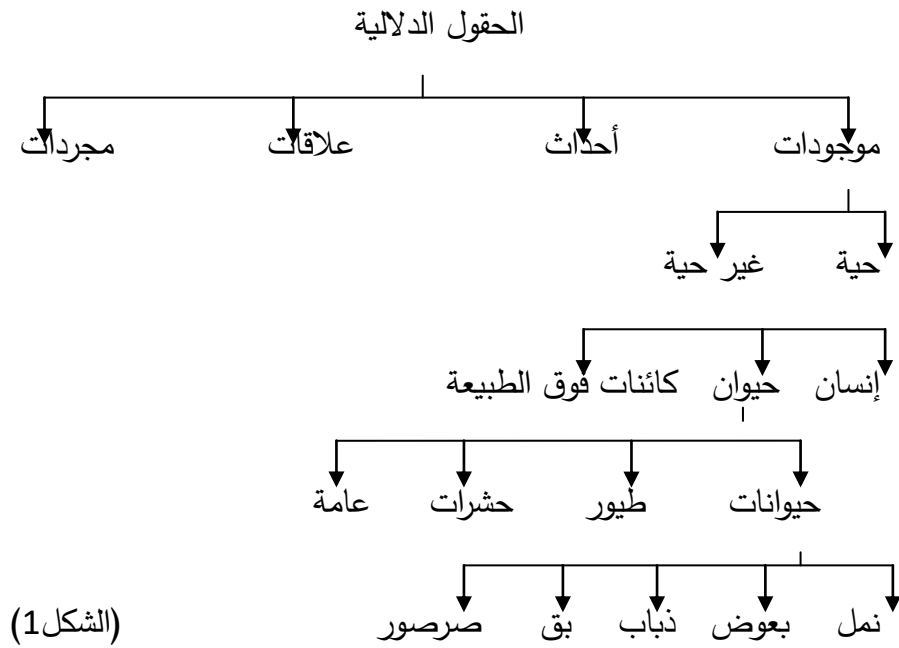 الحقول الدلالية
موجودات أحداث علاقات مجردات
حية غير حية
إنسان حيوان كائنات فوق الطبيعة
حيوانات طيور حشرات عامة
نمل بعوض ذباب بق صرصور (الشكل1)